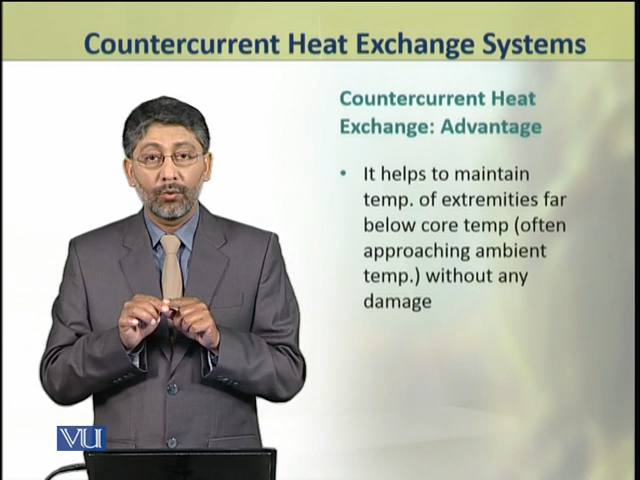 Countercurrent Heat Exchange Systems
Countercurrent Heat
Exchange: Advantage
• It helps to maintain
temp. of extremities far
below core temp (often
approaching ambient
temp.) without any
damage
VU